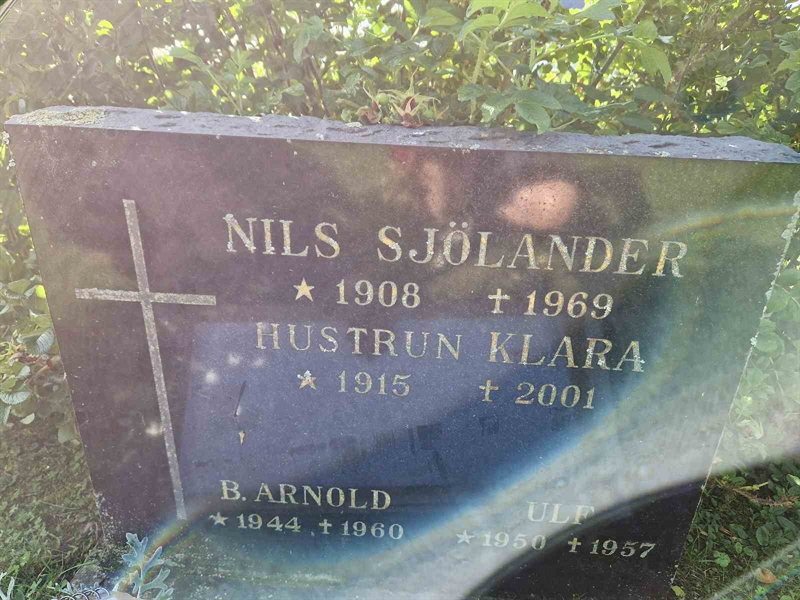 NILS SJÖLANDER
★ 1908 ✝ 1969
HUSTRUN KLARA
★ 1915 ✝ 2001
B. ARNOLD
★ 1944 ✝ 1960
ULF
★ 1950 ✝ 1957